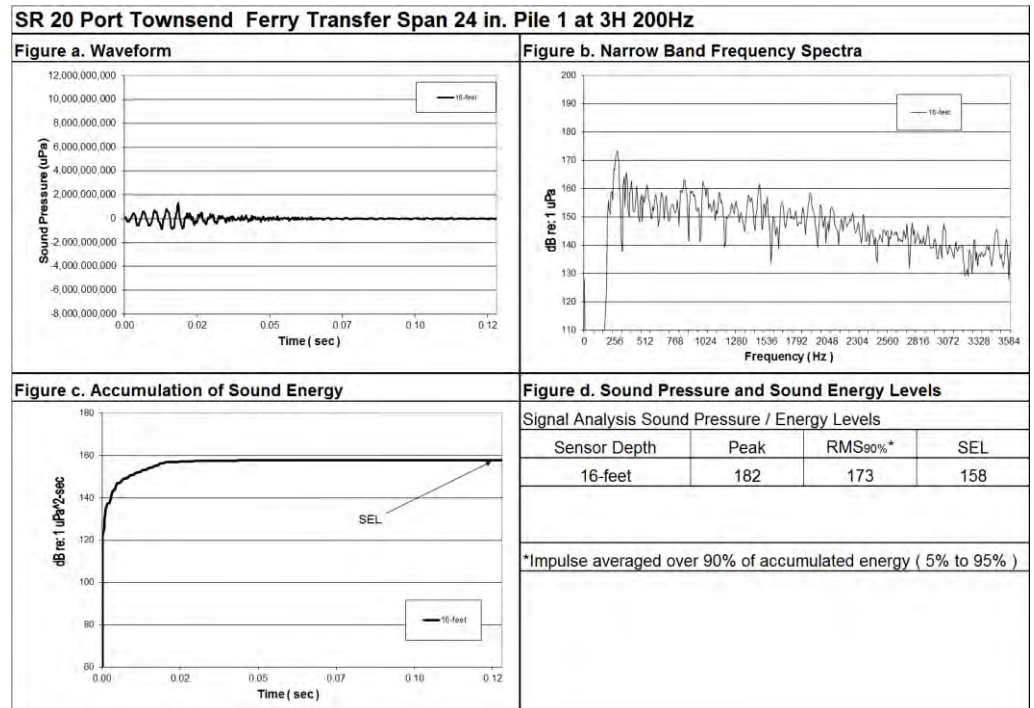 SR 20 Port Townsend Ferry Transfer Span 24 in. Pile 1 at 3H 200Hz
Figure a. Waveform
12,000,000,000
10,000,000,000
8,000,000,000
6,000,000,000
4,000,000,000
2,000,000,000
0
-2,000,000,000
-4,000,000,000
-6,000,000,000
-8,000,000,000
Sound Pressure (uPa)
16-feet
0.00 0.02 0.05 0.07 0.10 0.12
Time ( sec )
Figure b. Narrow Band Frequency Spectra
200
190
180
170
160
150
140
130
120
110
dB re: 1 uPa
16-feet
0 256 512 768 1024 1280 1536 1792 2048 2304 2560 2816 3072 3328 3584
Frequency ( Hz )
Figure c. Accumulation of Sound Energy
180
160
140
120
100
80
60
dB re: 1 uPa^2-sec
SEL
16-feet
0.00 0.02 0.05 0.07 0.10 0.12
Time ( sec )
Figure d. Sound Pressure and Sound Energy Levels
Signal Analysis Sound Pressure / Energy Levels
Sensor Depth Peak RMS90%* SEL
16-feet 182 173 158
*Impulse averaged over 90% of accumulated energy ( 5% to 95% )